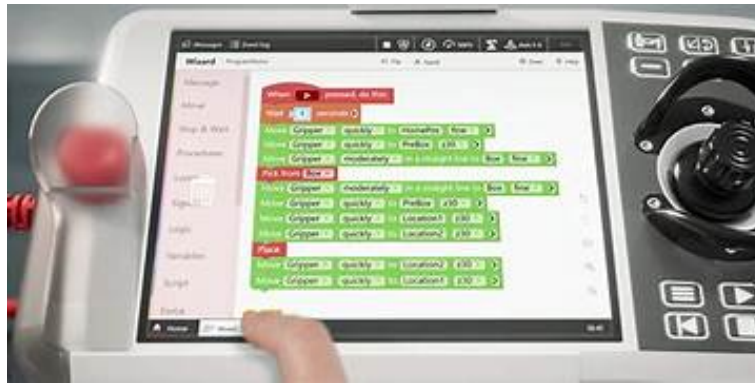 Messages Event log
Wizard
Message
Move
Stop & Wait
Procedures
Logic
Variables
Script
When pressed, do this:
Wait 1 seconds
Move Gripper quickly to HomePos fine
Move Gripper quickly to PreBox z30
Move Gripper moderately in a straight line to Box fine
Pick from Box
Move Gripper moderately in a straight line to Box fine
Move Gripper quickly to PreBox z30
Move Gripper quickly to Location1 z30
Move Gripper quickly to Location2 z30
Place
Move Gripper quickly to Location2 z30
Move Gripper quickly to Location1 z30
Home